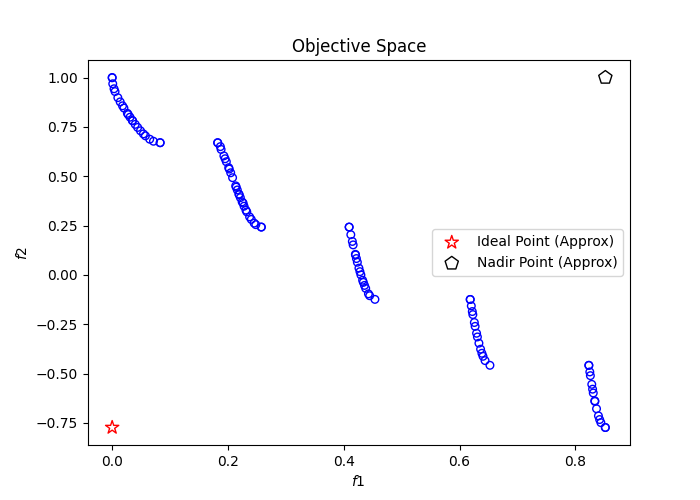 Objective Space
1.00
0.75
0.50
0.25
0.00
−0.25
−0.50
−0.75
f2
Ideal Point (Approx)
Nadir Point (Approx)
0.0 0.2 0.4 0.6 0.8
f1